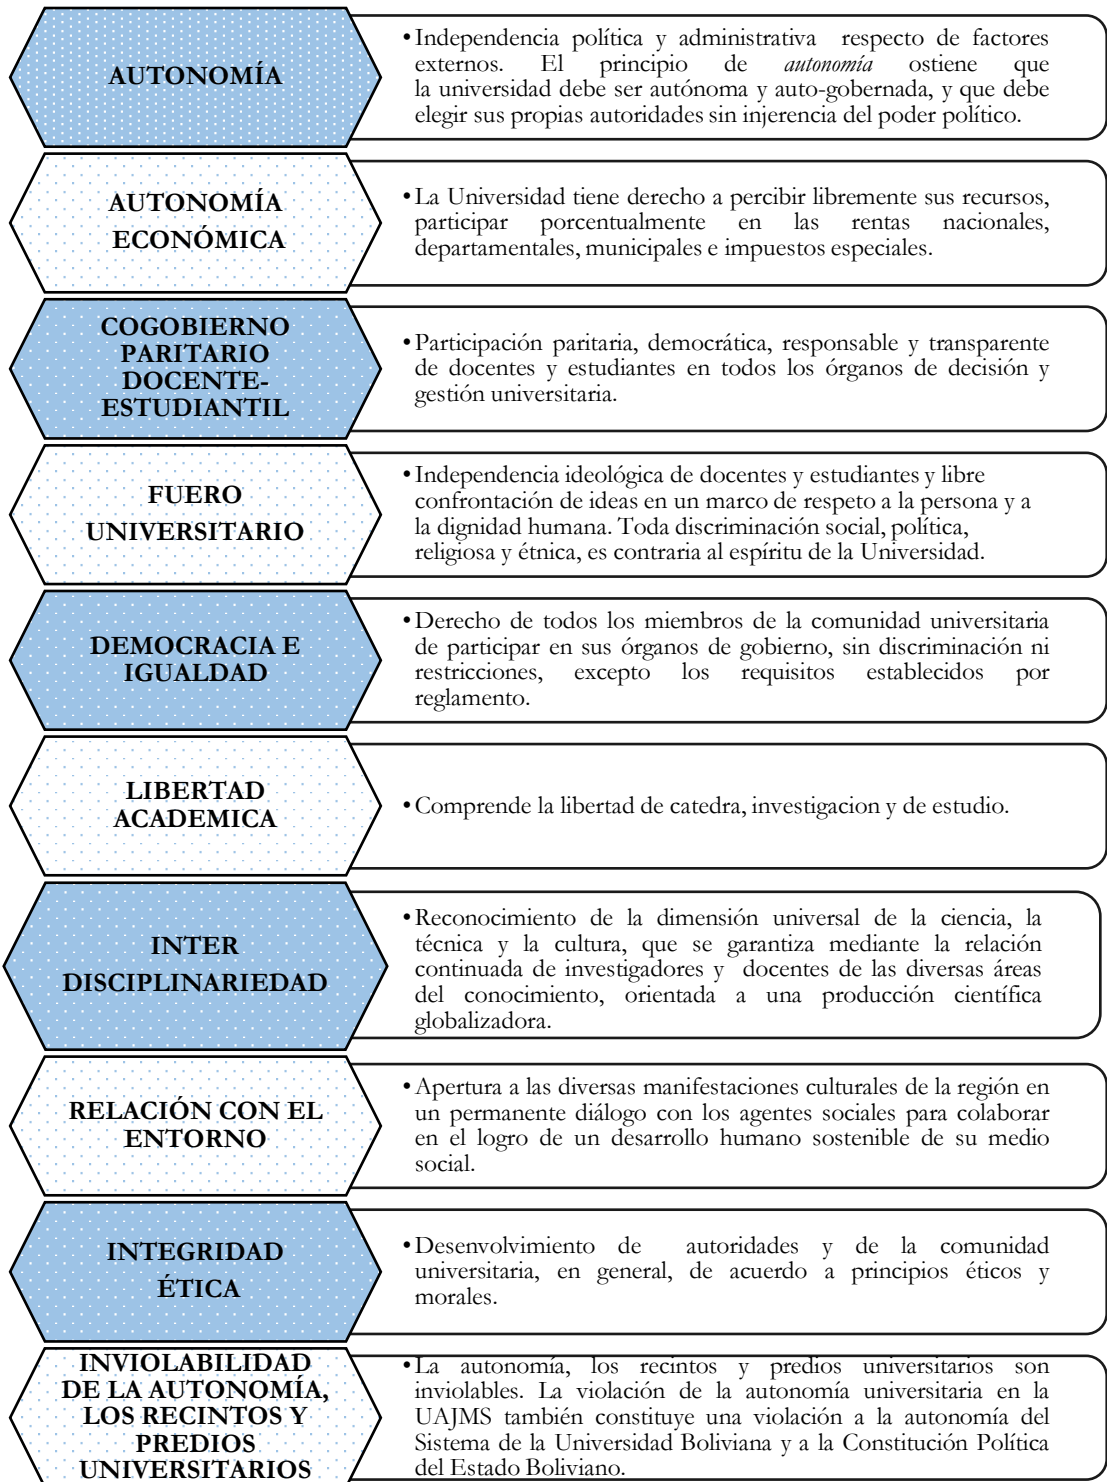 AUTONOMÍA
•Independencia política y administrativa respecto de factores
externos. El principio de autonomía ostiene que
la universidad debe ser autónoma y auto-gobernada, y que debe
elegir sus propias autoridades sin injerencia del poder político.
AUTONOMÍA
ECONÓMICA
•La Universidad tiene derecho a percibir libremente sus recursos,
participar porcentualmente en las rentas nacionales,
departamentales, municipales e impuestos especiales.
COGOBIERNO
PARITARIO
DOCENTE-
ESTUDIANTIL
•Participación paritaria, democrática, responsable y transparente
de docentes y estudiantes en todos los órganos de decisión y
gestión universitaria.
FUERO
UNIVERSITARIO
•Independencia ideológica de docentes y estudiantes y libre
confrontación de ideas en un marco de respeto a la persona y a
la dignidad humana. Toda discriminación social, política,
religiosa y étnica, es contraria al espíritu de la Universidad.
DEMOCRACIA E
IGUALDAD
•Derecho de todos los miembros de la comunidad universitaria
de participar en sus órganos de gobierno, sin discriminación ni
restricciones, excepto los requisitos establecidos por
reglamento.
LIBERTAD
ACADEMICA
•Comprende la libertad de catedra, investigacion y de estudio.
INTER
DISCIPLINARIEDAD
•Reconocimiento de la dimensión universal de la ciencia, la
técnica y la cultura, que se garantiza mediante la relación
continuada de investigadores y docentes de las diversas áreas
del conocimiento, orientada a una producción científica
globalizadora.
RELACIÓN CON EL
ENTORNO
•Apertura a las diversas manifestaciones culturales de la región en
un permanente diálogo con los agentes sociales para colaborar
en el logro de un desarrollo humano sostenible de su medio
social.
INTEGRIDAD
ÉTICA
•Desenvolvimiento de autoridades y de la comunidad
universitaria, en general, de acuerdo a principios éticos y
morales.
INVIOLABILIDAD
DE LA AUTONOMÍA,
LOS RECINTOS Y
PREDIOS
UNIVERSITARIOS
•La autonomía, los recintos y predios universitarios son
inviolables. La violación de la autonomía universitaria en la
UAJMS también constituye una violación a la autonomía del
Sistema de la Universidad Boliviana y a la Constitución Política
del Estado Boliviano.